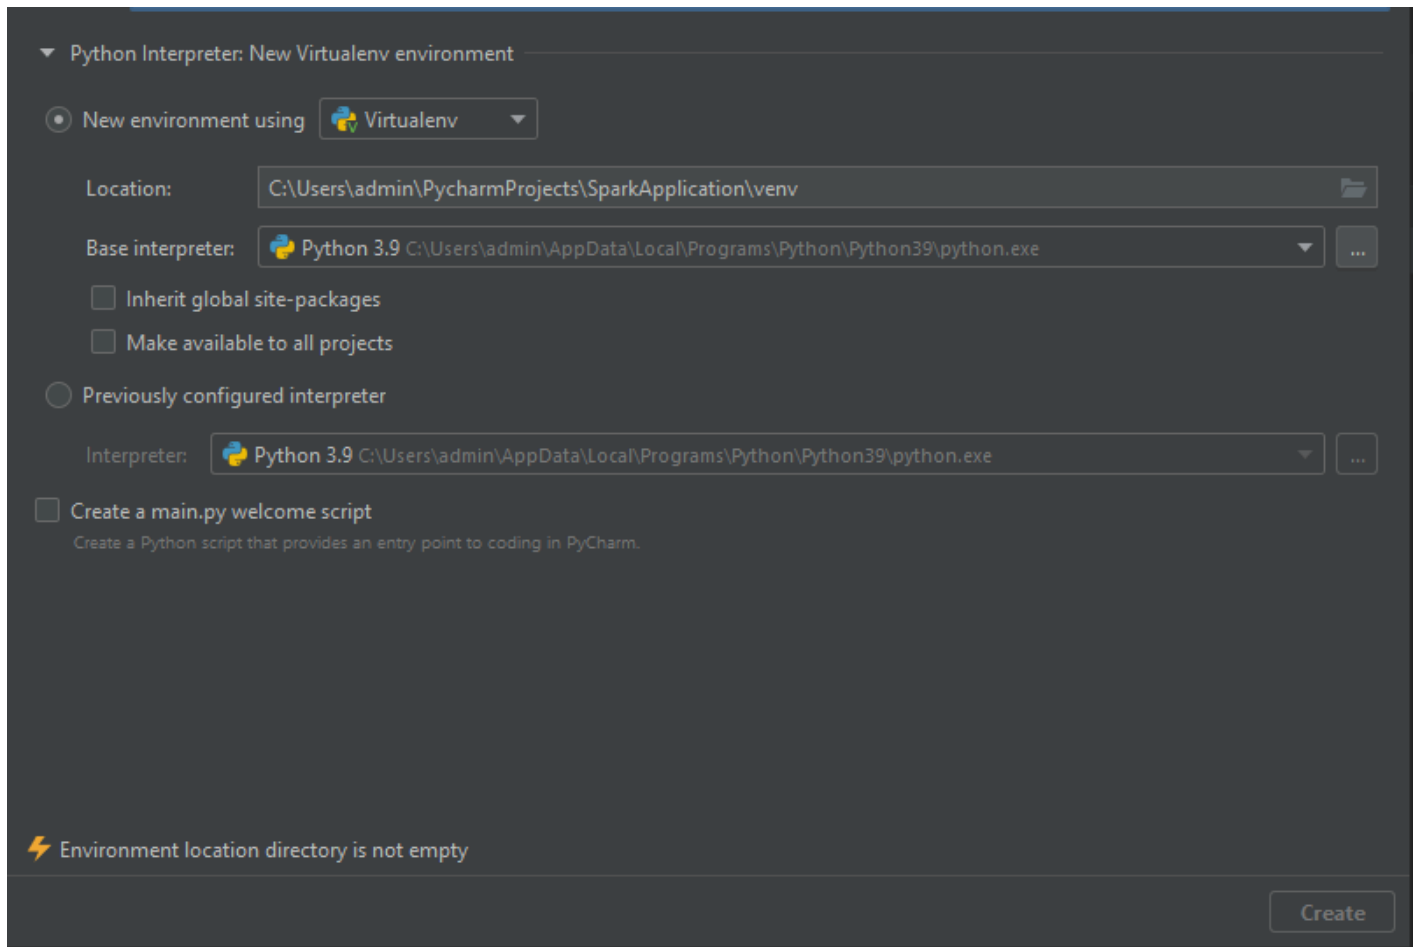 Python Interpreter: New Virtualenv environment
New environment using Virtualenv
Location: C:\Users\admin\PycharmProjects\SparkApplication\venv
Base interpreter: Python 3.9 C:\Users\admin\AppData\Local\Programs\Python\Python39\python.exe ...
Inherit global site-packages
Make available to all projects
Previously configured interpreter
Interpreter: Python 3.9 C:\Users\admin\AppData\Local\Programs\Python\Python39\python.exe ...
Create a main.py welcome script
Create a Python script that provides an entry point to coding in PyCharm.
Environment location directory is not empty
Create